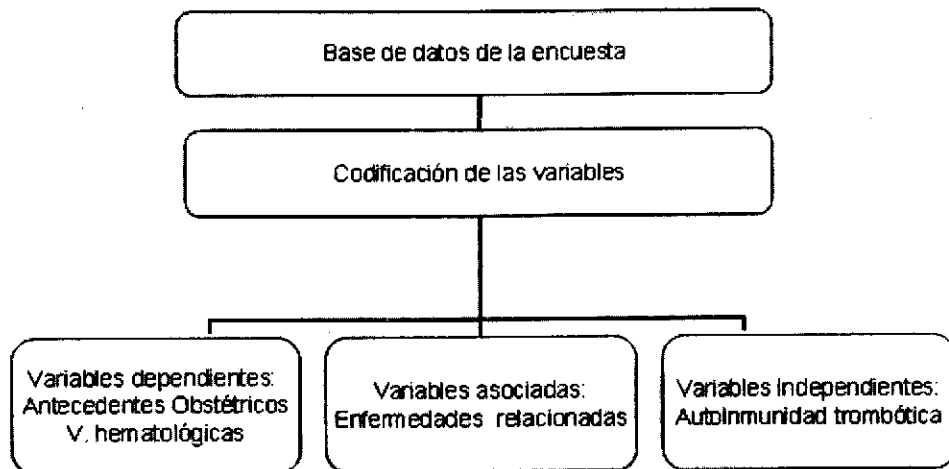 Base de datos de la encuesta
Codificación de las variables
Variables dependientes:
Antecedentes Obstétricos
V. hematológicas
Variables asociadas:
Enfermedades relacionadas
Variables independientes:
Autoinmunidad trombótica